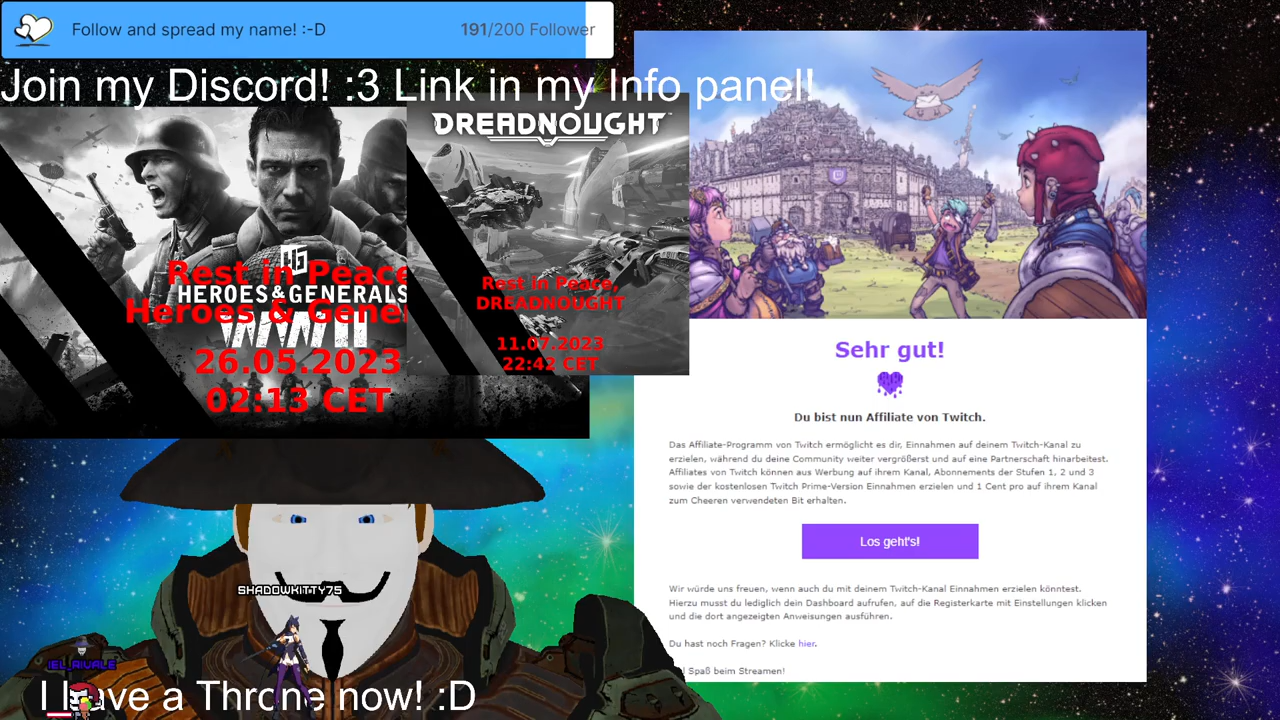 Follow and spread my name! :-D
191/200 Follower
Join my Discord! :3 Link in my Info panel!
HEROES & GENERALS
WWII
Rest in Peace
Heroes & Gene
26.05.2023
02:13 CET
DREADNOUGHT
Rest in Peace,
DREADNOUGHT
11.07.2023
22:42 CET
Sehr gut!
Du bist nun Affiliate von Twitch.
Das Affiliate-Programm von Twitch ermöglicht es dir, Einnahmen auf deinem Twitch-Kanal zu
erzielen, während du deine Community weiter vergrößerst und auf eine Partnerschaft hinarbeitest.
Affiliates von Twitch können aus Werbung auf ihrem Kanal, Abonnements der Stufen 1, 2 und 3
sowie der kostenlosen Twitch Prime-Version Einnahmen erzielen und 1 Cent pro auf ihrem Kanal
zum Cheeren verwendeten Bit erhalten.
Los geht's!
Wir würde uns freuen, wenn auch du mit deinem Twitch-Kanal Einnahmen erzielen könntest.
Hierzu musst du lediglich dein Dashboard aufrufen, auf die Registerkarte mit Einstellungen klicken
und die dort angezeigten Anweisungen ausführen.
Du hast noch Fragen? Klicke hier.
Spaß beim Streamen!
SHADOWKITTY75
IEL_RIVALE
I have a Throne now! :D